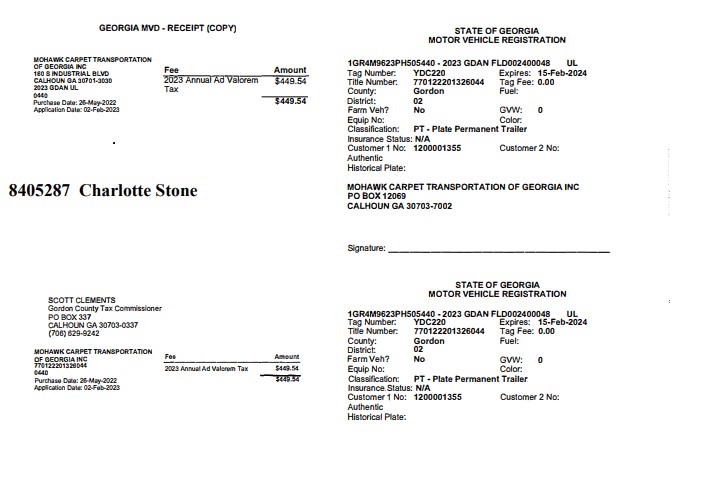 GEORGIA MVD - RECEIPT (COPY)
MOHAWK CARPET TRANSPORTATION
OF GEORGIA INC
160 S INDUSTRIAL BLVD
CALHOUN GA 30701-3030
2023 GDAN UL
0440
Purchase Date: 26-May-2022
Application Date: 02-Feb-2023
Fee Amount
2023 Annual Ad Valorem Tax $449.54
$449.54
8405287 Charlotte Stone
SCOTT CLEMENTS
Gordon County Tax Commissioner
PO BOX 337
CALHOUN GA 30703-0337
(706) 629-9242
MOHAWK CARPET TRANSPORTATION
OF GEORGIA INC
770122201326044
0440
Purchase Date: 26-May-2022
Application Date: 02-Feb-2023
Fee Amount
2023 Annual Ad Valorem Tax $449.54
$449.54
STATE OF GEORGIA
MOTOR VEHICLE REGISTRATION
1GR4M9623PH505440 - 2023 GDAN FLD002400048 UL
Tag Number: YDC220 Expires: 15-Feb-2024
Title Number: 770122201326044 Tag Fee: 0.00
County: Gordon Fuel:
District: 02
Farm Veh? No GVW: 0
Equip No: Color:
Classification: PT - Plate Permanent Trailer
Insurance Status: N/A
Customer 1 No: 1200001355 Customer 2 No:
Authentic
Historical Plate:
MOHAWK CARPET TRANSPORTATION OF GEORGIA INC
PO BOX 12069
CALHOUN GA 30703-7002
Signature:
STATE OF GEORGIA
MOTOR VEHICLE REGISTRATION
1GR4M9623PH505440 - 2023 GDAN FLD002400048 UL
Tag Number: YDC220 Expires: 15-Feb-2024
Title Number: 770122201326044 Tag Fee: 0.00
County: Gordon Fuel:
District: 02
Farm Veh? No GVW: 0
Equip No: Color:
Classification: PT - Plate Permanent Trailer
Insurance Status: N/A
Customer 1 No: 1200001355 Customer 2 No:
Authentic
Historical Plate: